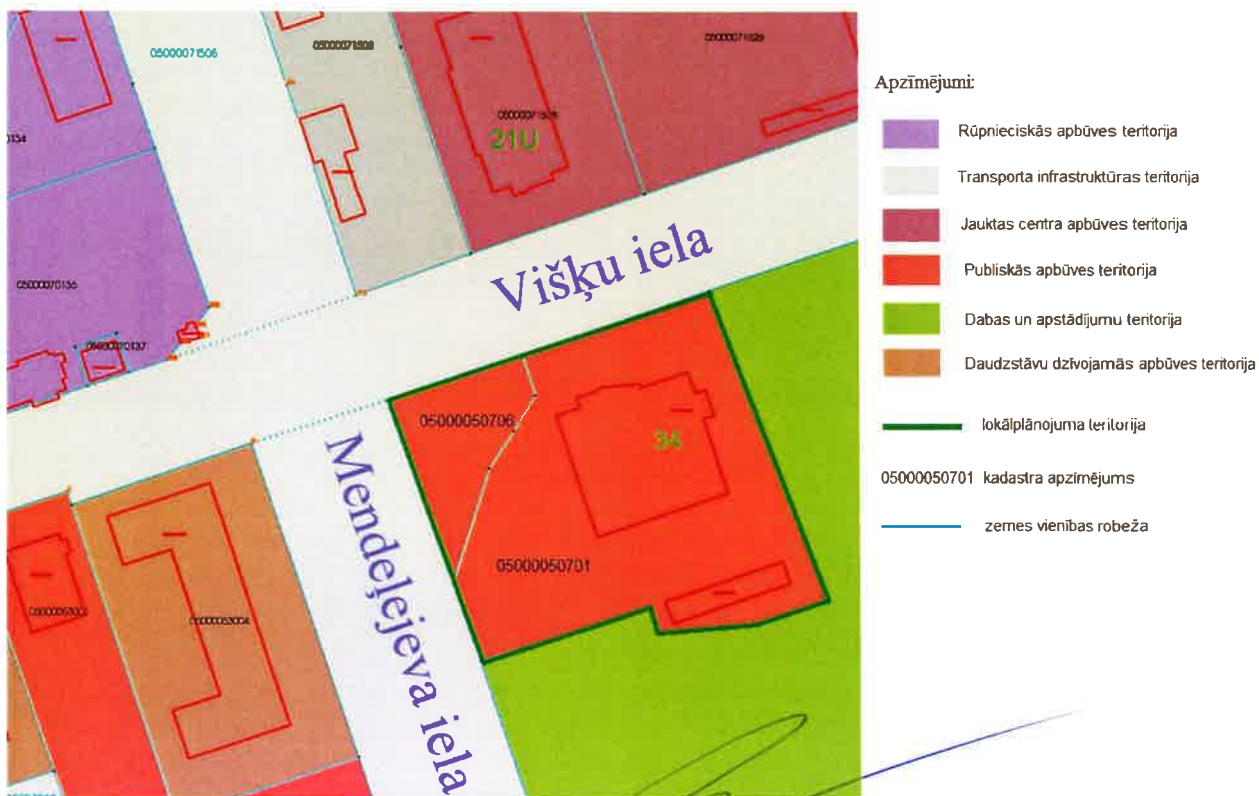 05000071506
21U
05000070135
Višķu iela
05000050706
34
05000050701
Mendeļejeva iela
Apzīmējumi:
Rūpnieciskās apbūves teritorija
Transporta infrastruktūras teritorija
Jauktas centra apbūves teritorija
Publiskās apbūves teritorija
Dabas un apstādījumu teritorija
Daudzstāvu dzīvojamās apbūves teritorija
lokālplānojuma teritorija
05000050701 kadastra apzīmējums
zemes vienības robeža